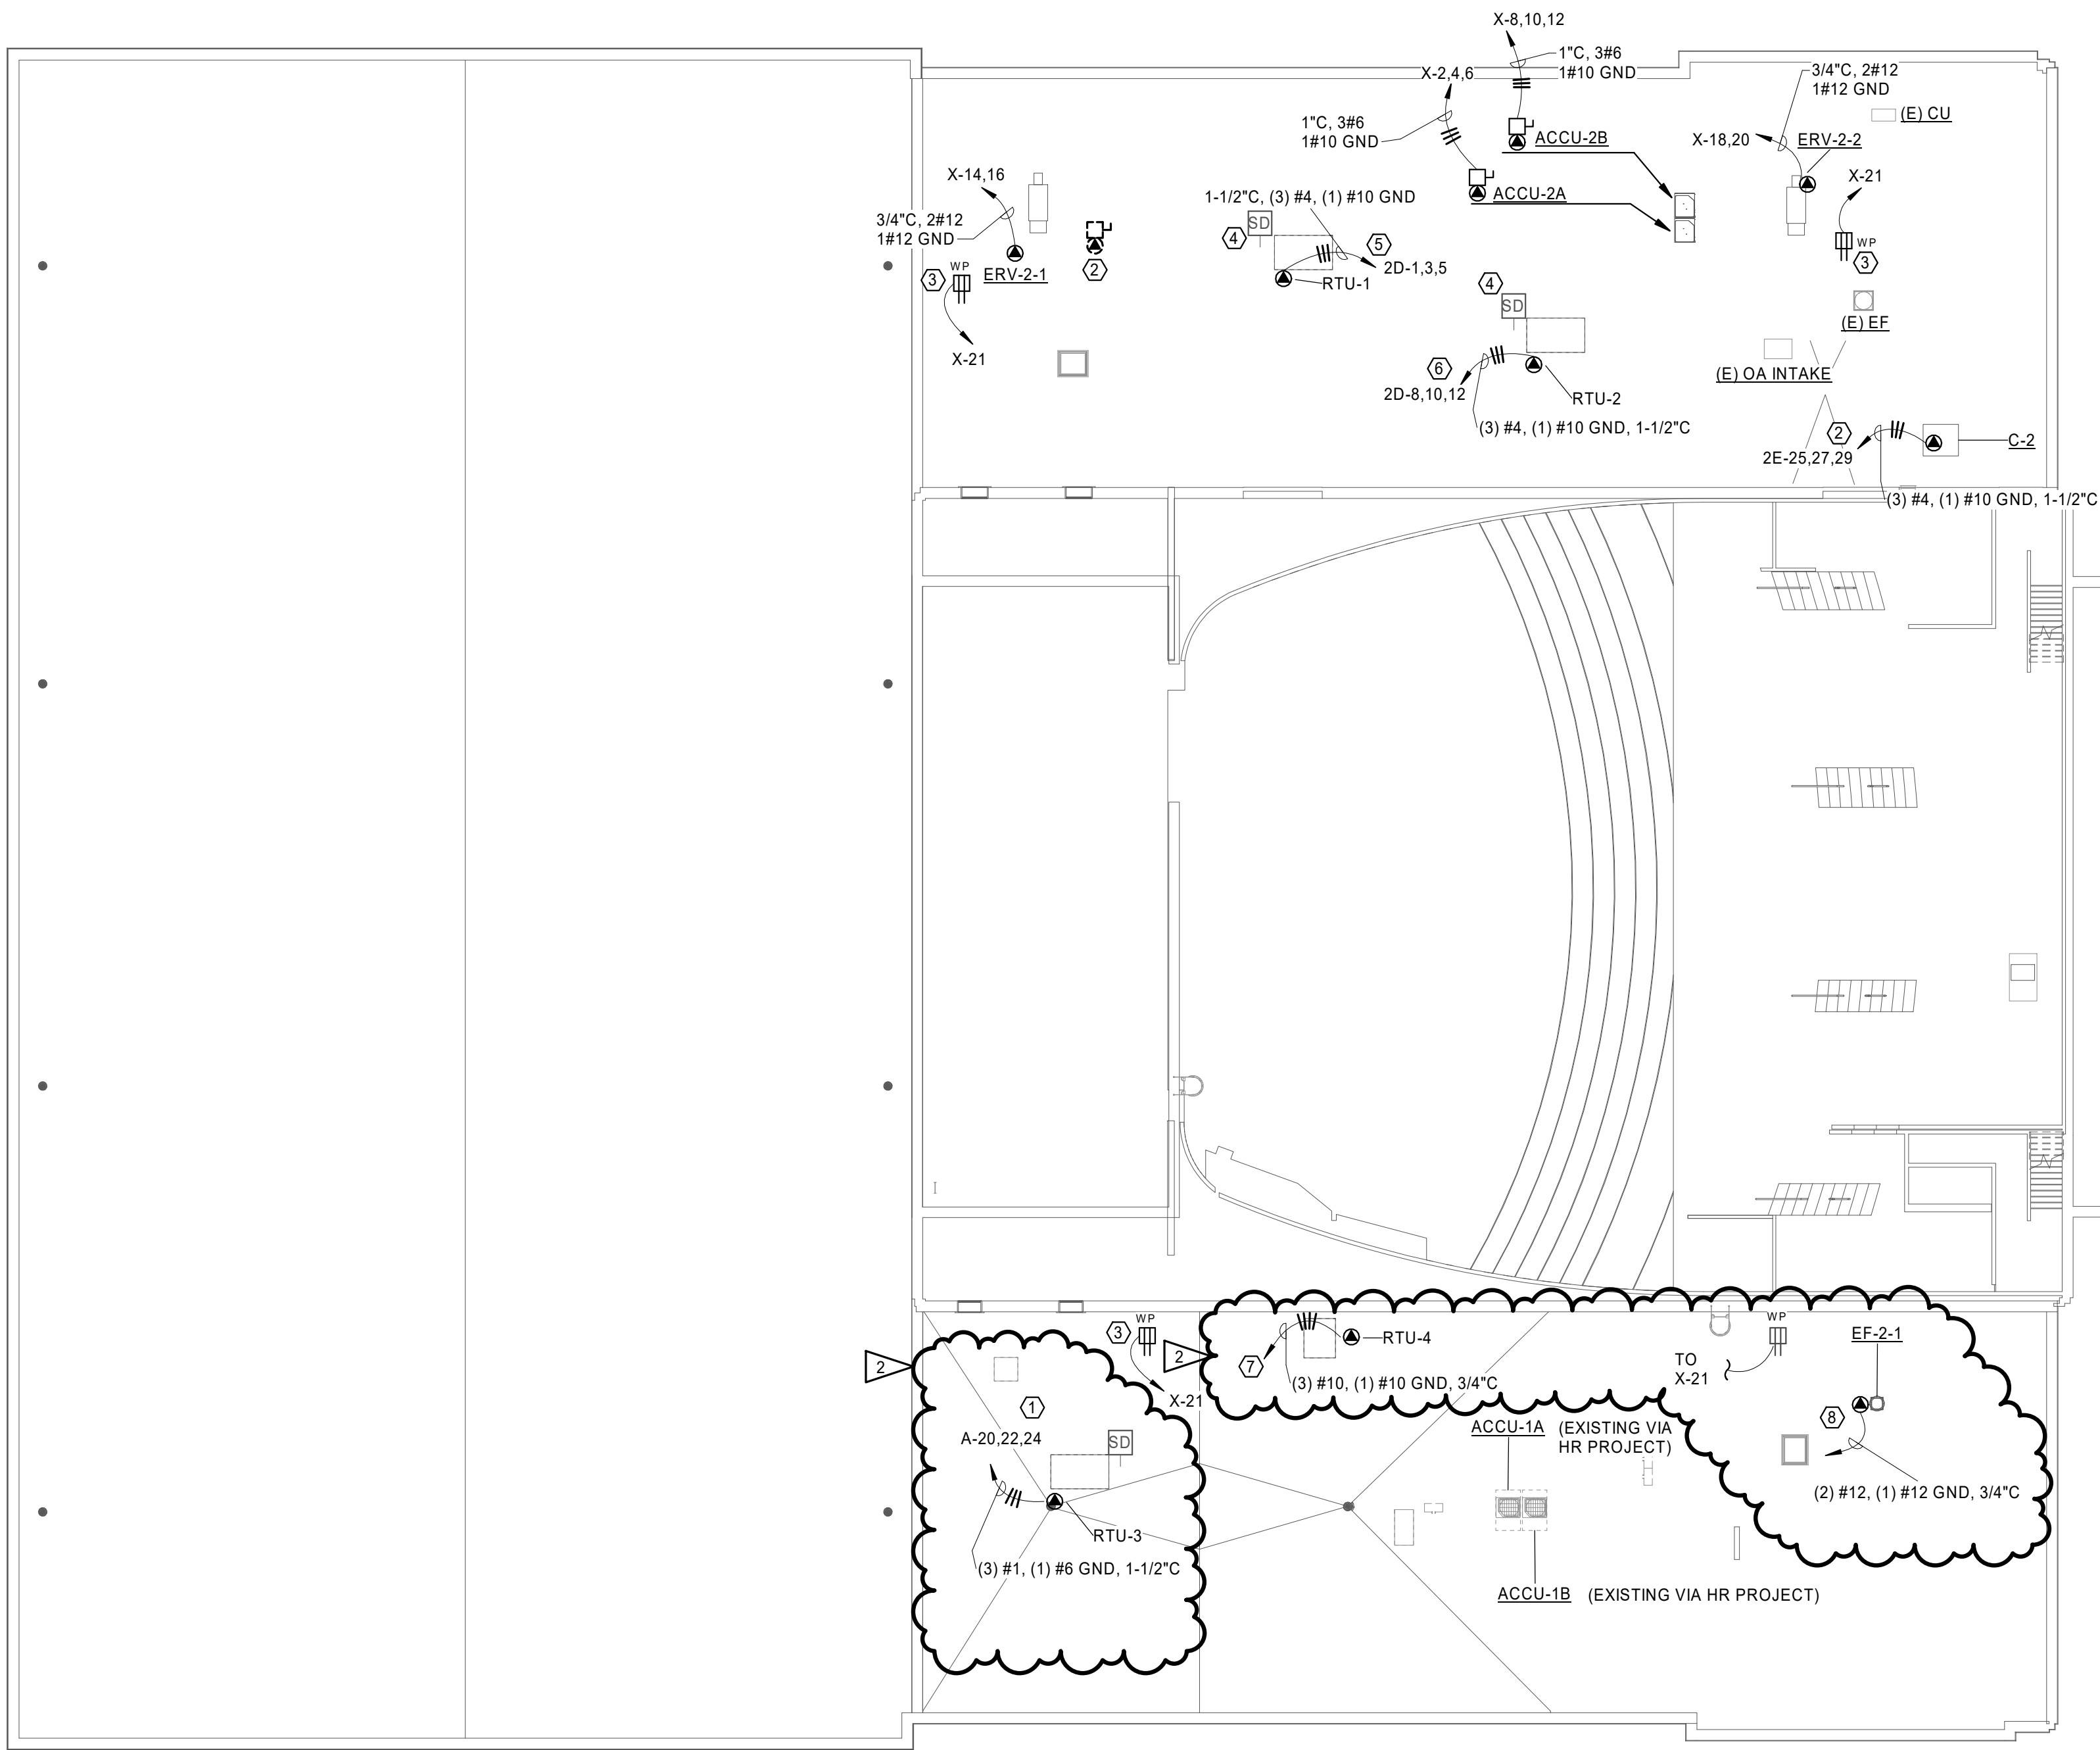 X-8,10,12
1"C, 3#6
1#10 GND
X-2,4,6
3/4"C, 2#12
1#12 GND
(E) CU
1"C, 3#6
1#10 GND
ACCU-2B
X-18,20
ERV-2-2
X-14,16
X-21
1-1/2"C, (3) #4, (1) #10 GND
ACCU-2A
3/4"C, 2#12
1#12 GND
SD
4
5
WP
3
ERV-2-1
2
2D-1,3,5
RTU-1
WP
3
4
SD
(E) EF
X-21
6
2D-8,10,12
RTU-2
(E) OA INTAKE
(3) #4, (1) #10 GND, 1-1/2"C
2
C-2
2E-25,27,29
(3) #4, (1) #10 GND, 1-1/2"C
WP
3
2
RTU-4
WP
EF-2-1
2
7
TO
X-21
(3) #10, (1) #10 GND, 3/4"C
X-21
1
8
A-20,22,24
SD
ACCU-1A
(EXISTING VIA
HR PROJECT)
(2) #12, (1) #12 GND, 3/4"C
RTU-3
(3) #1, (1) #6 GND, 1-1/2"C
ACCU-1B
(EXISTING VIA HR PROJECT)